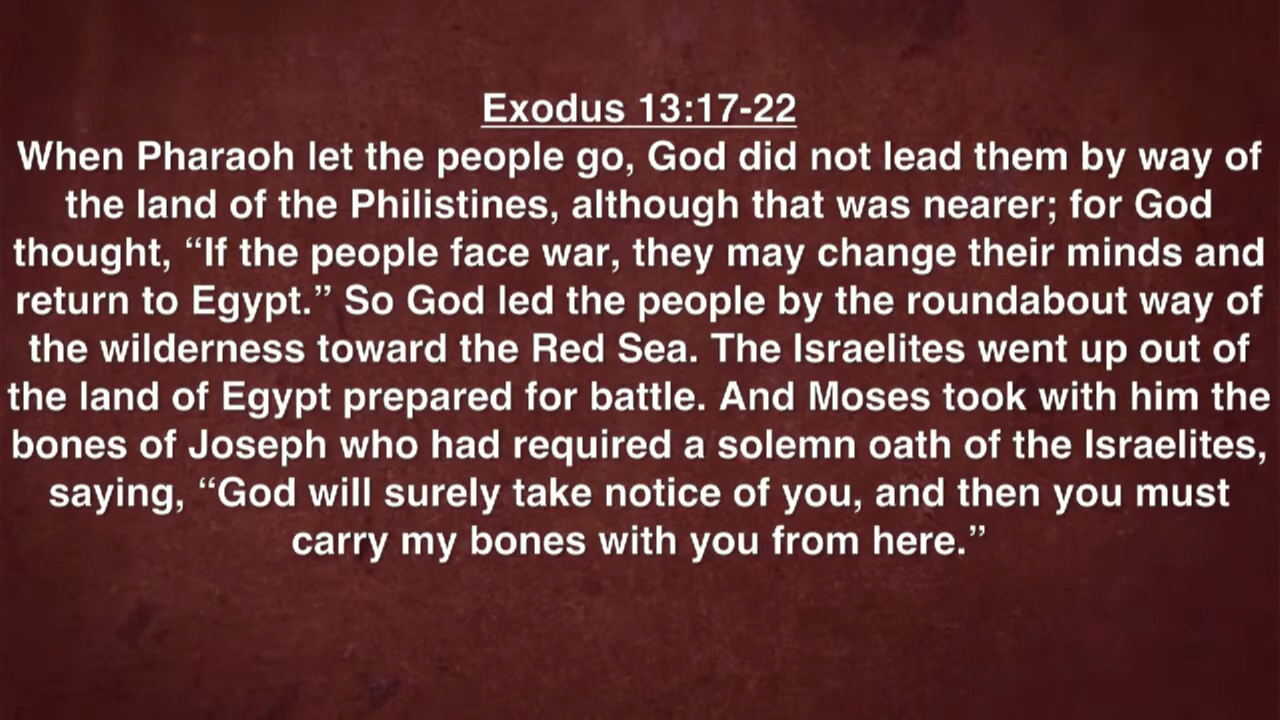 Exodus 13:17-22
When Pharaoh let the people go, God did not lead them by way of
the land of the Philistines, although that was nearer; for God
thought, “If the people face war, they may change their minds and
return to Egypt.” So God led the people by the roundabout way of
the wilderness toward the Red Sea. The Israelites went up out of
the land of Egypt prepared for battle. And Moses took with him the
bones of Joseph who had required a solemn oath of the Israelites,
saying, “God will surely take notice of you, and then you must
carry my bones with you from here.”